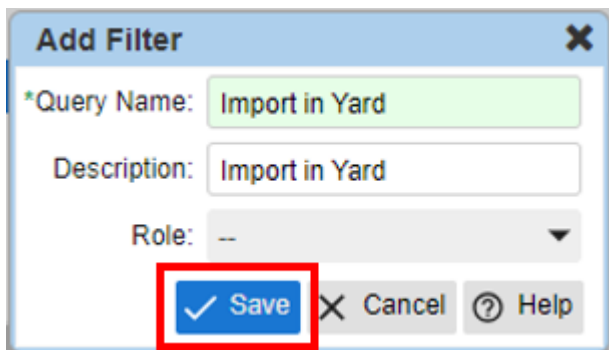 Add Filter
*Query Name: Import in Yard
Description: Import in Yard
Role: --
Save Cancel Help